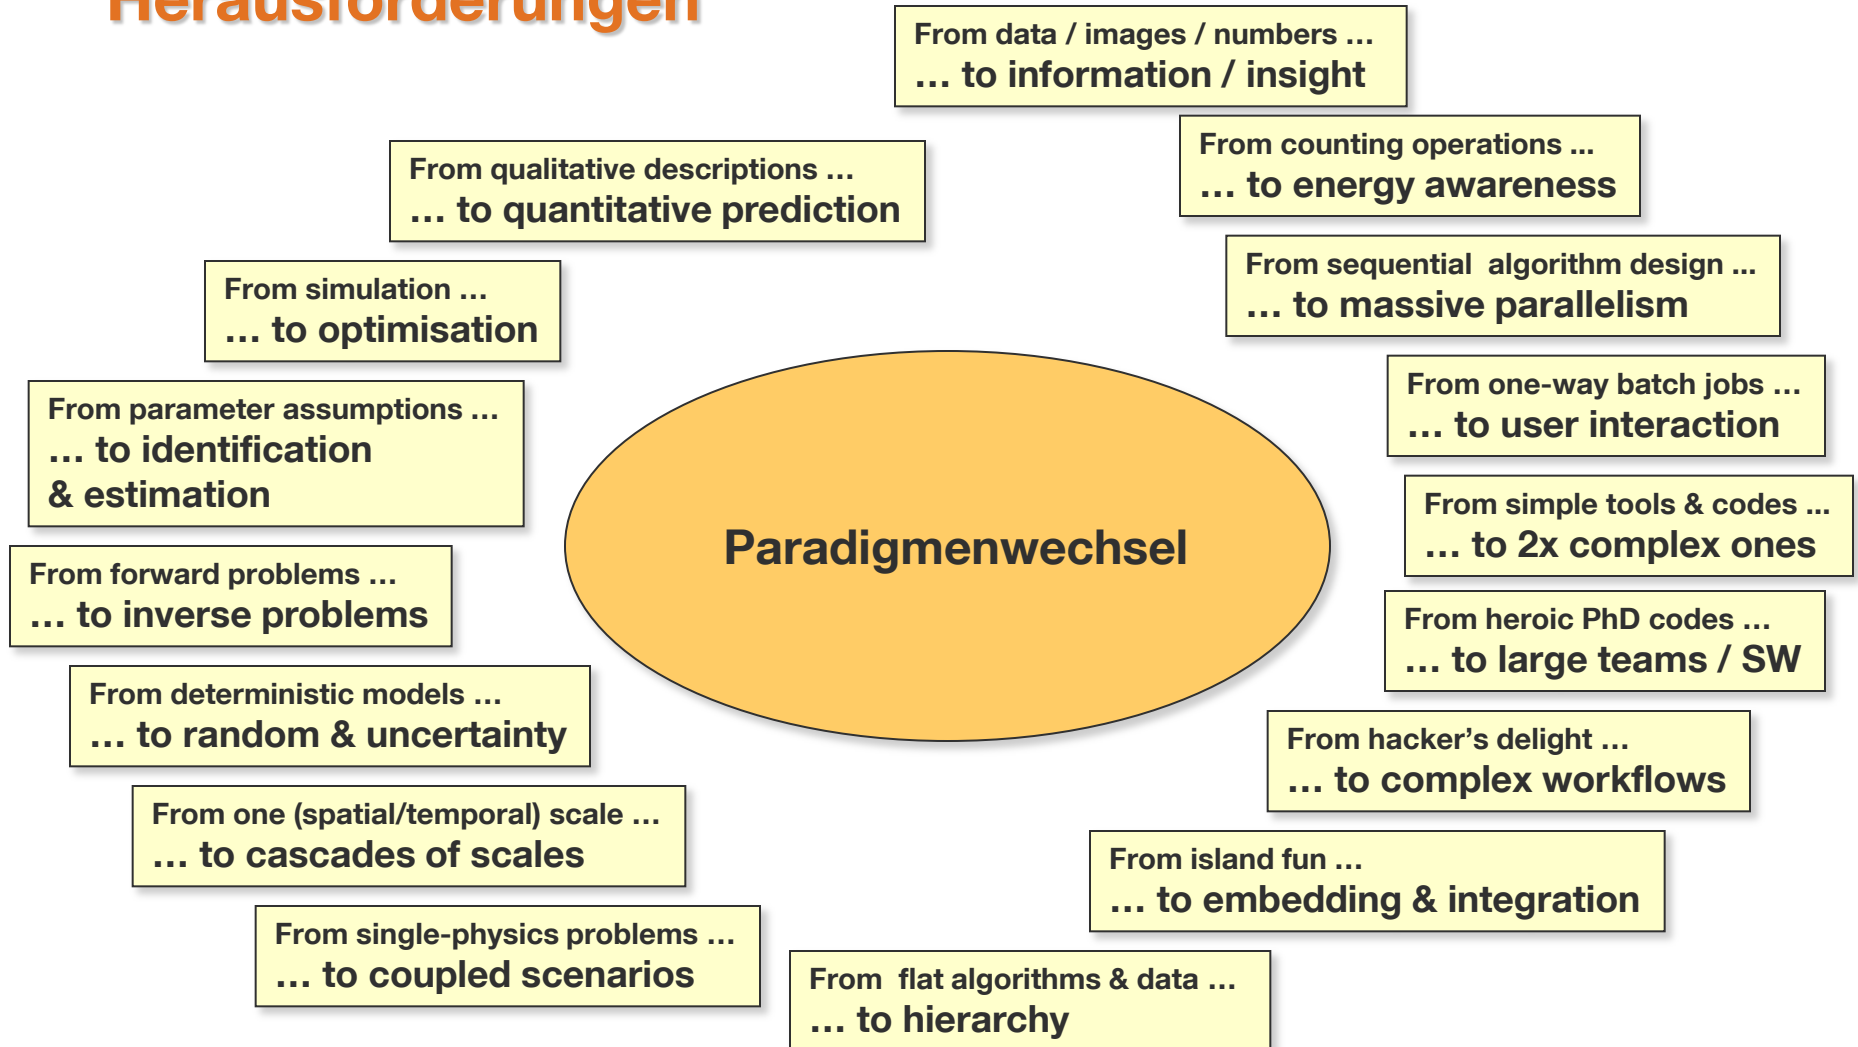 Herausforderungen
From data / images / numbers …
… to information / insight
From counting operations ...
… to energy awareness
From qualitative descriptions …
… to quantitative prediction
From sequential  algorithm design ...
… to massive parallelism
From simulation …
… to optimisation
From one-way batch jobs …
… to user interaction
From parameter assumptions …
… to identification
& estimation
From simple tools & codes ...
… to 2x complex ones
Paradigmenwechsel
From forward problems …
… to inverse problems
From heroic PhD codes …
… to large teams / SW
From deterministic models …
… to random & uncertainty
From hacker’s delight …
… to complex workflows
From one (spatial/temporal) scale …
… to cascades of scales
From island fun …
… to embedding & integration
From single-physics problems …
… to coupled scenarios
From  flat algorithms & data …
… to hierarchy